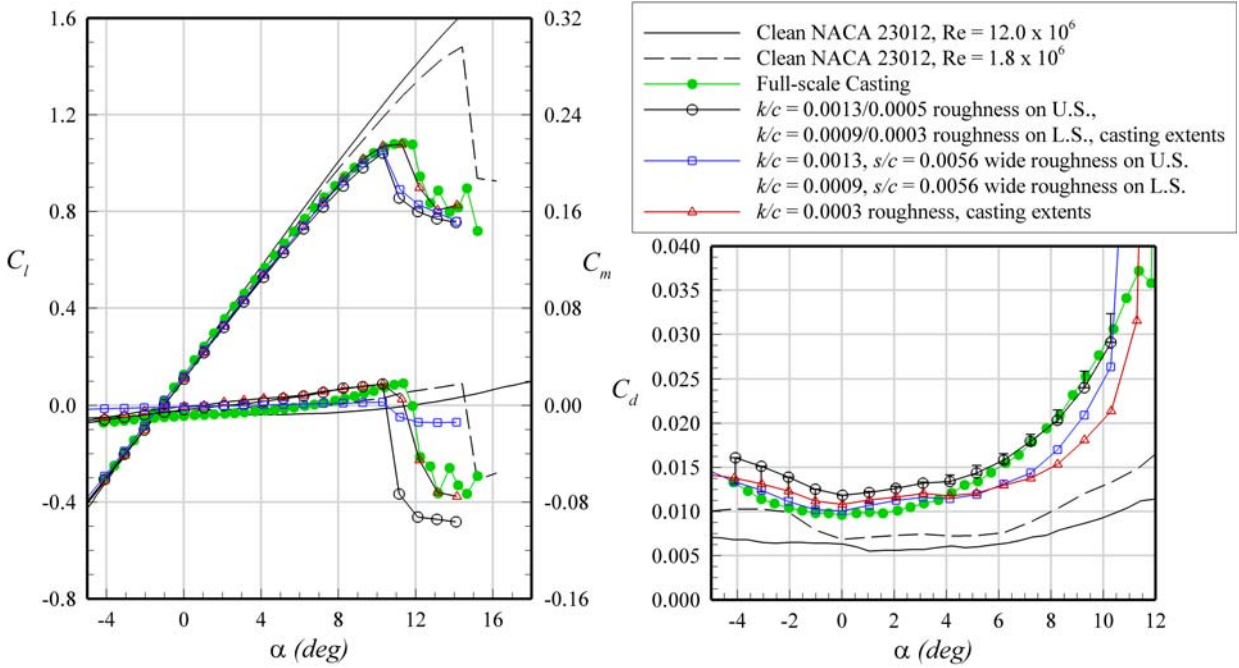 1.6
1.2
0.8
0.4
0.0
-0.4
-0.8
C_l
-4
0
4
8
12
16
α (deg)
0.32
0.24
0.16
0.08
0.00
-0.08
-0.16
C_m
Clean NACA 23012, Re = 12.0 x 10⁶
Clean NACA 23012, Re = 1.8 x 10⁶
Full-scale Casting
k/c = 0.0013/0.0005 roughness on U.S.,
k/c = 0.0009/0.0003 roughness on L.S., casting extents
k/c = 0.0013, s/c = 0.0056 wide roughness on U.S.
k/c = 0.0009, s/c = 0.0056 wide roughness on L.S.
k/c = 0.0003 roughness, casting extents
0.040
0.035
0.030
0.025
0.020
0.015
0.010
0.005
0.000
C_d
-4
-2
0
2
4
6
8
10
12
α (deg)